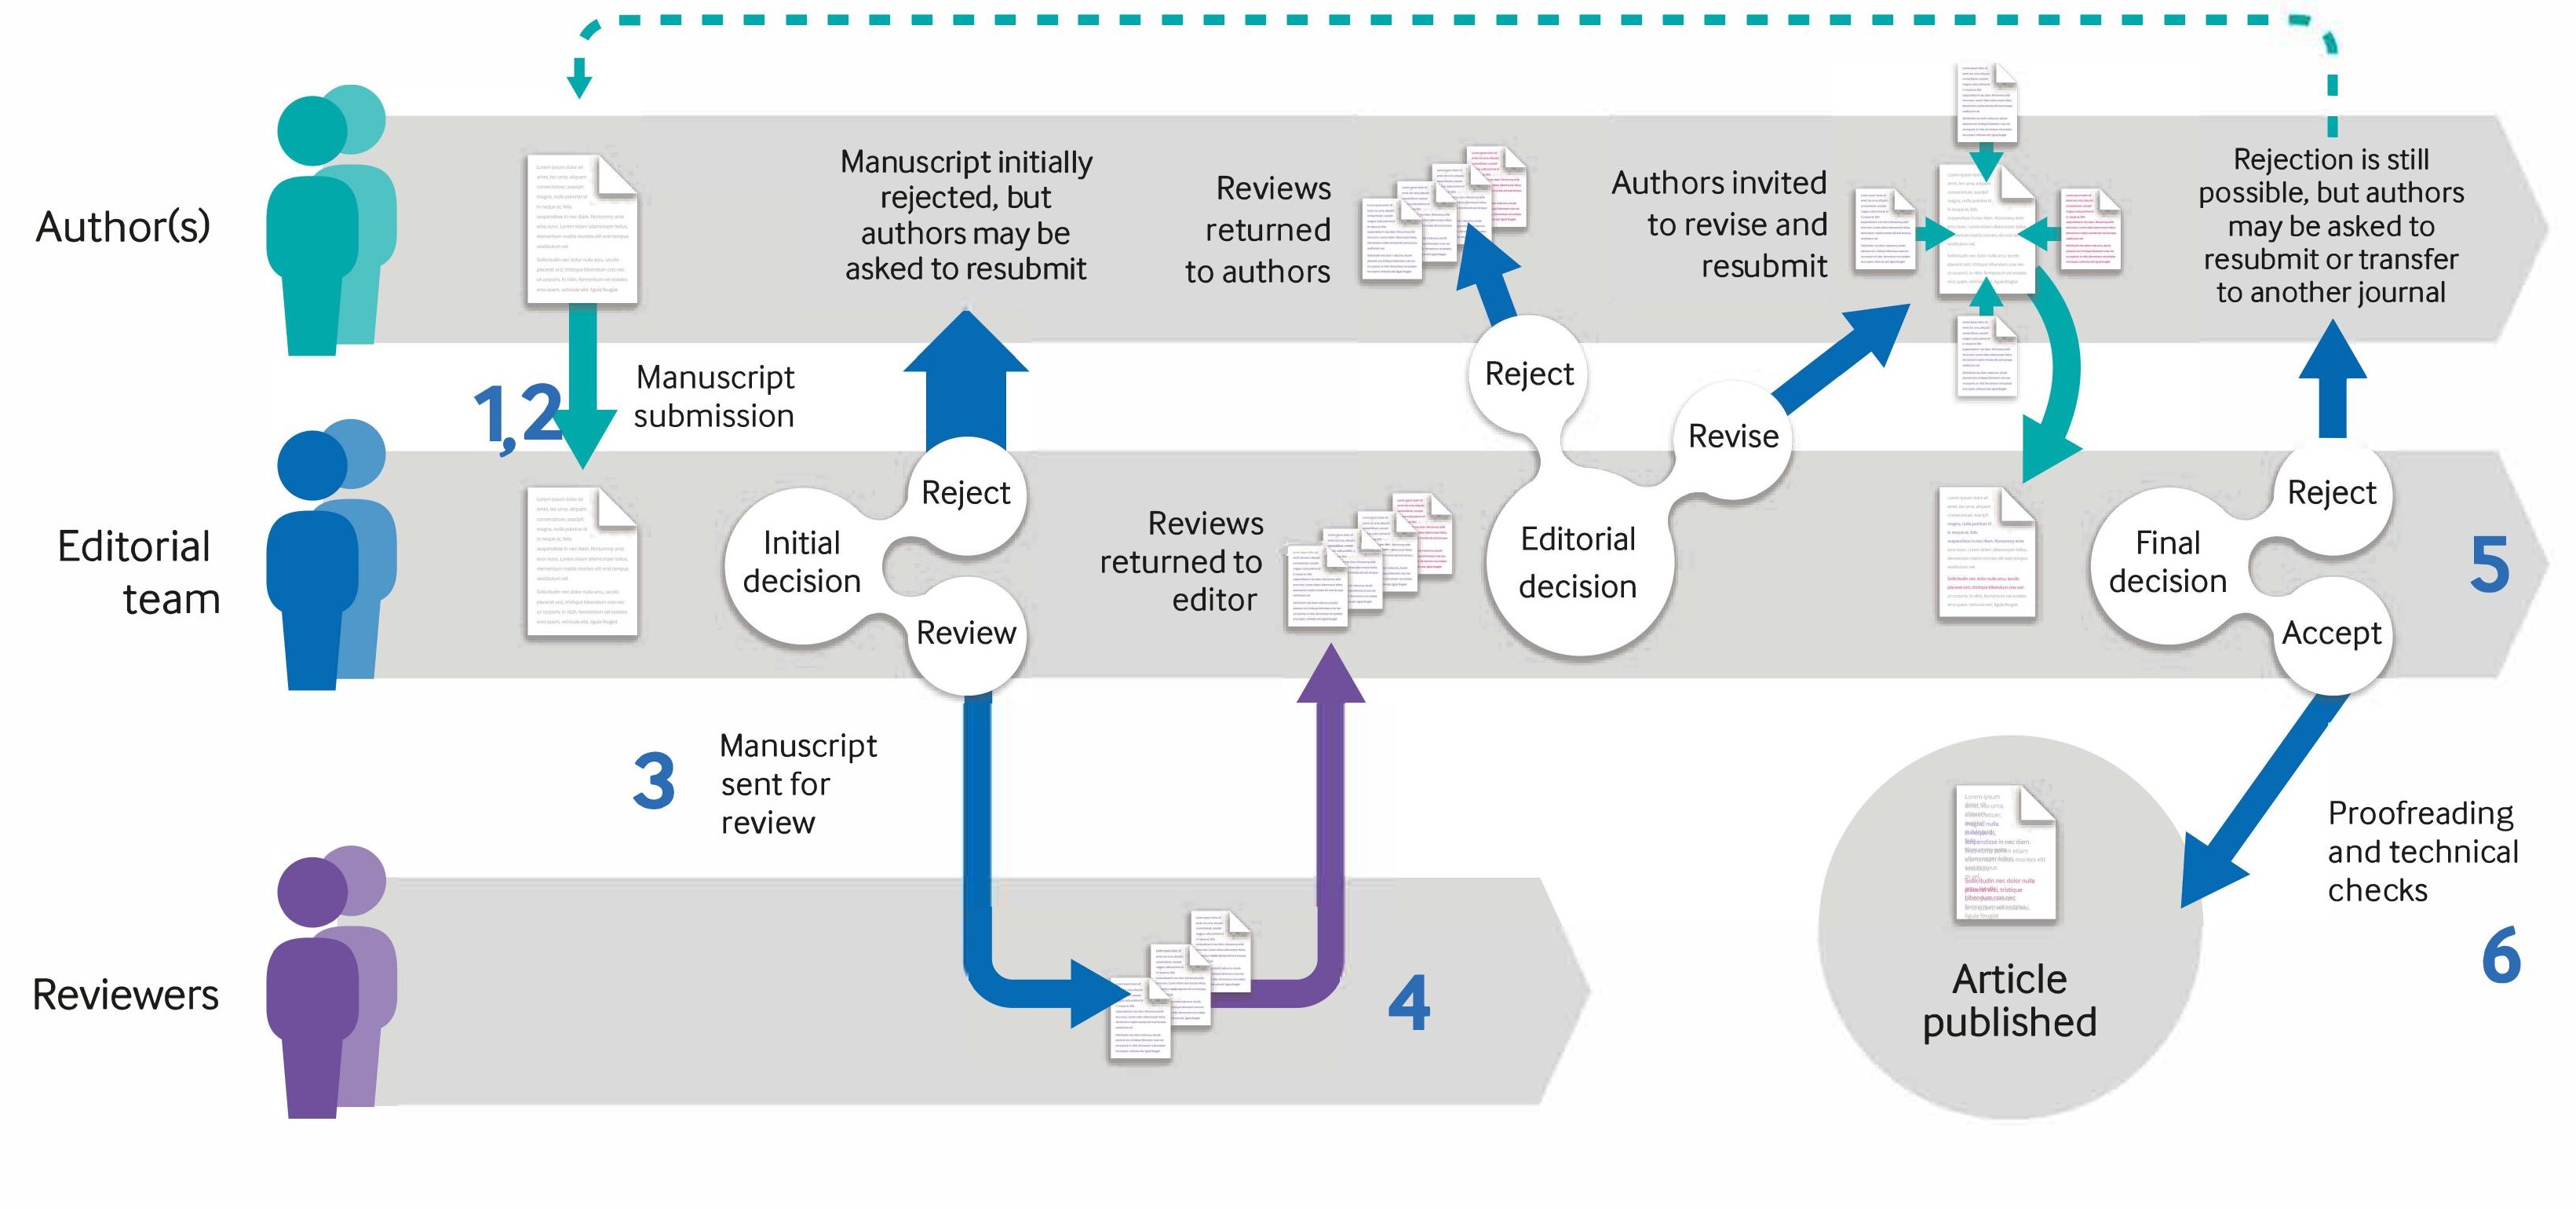 Author(s)
Manuscript initially
rejected, but
authors may be
asked to resubmit
Reviews
returned
to authors
Authors invited
to revise and
resubmit
Rejection is still
possible, but authors
may be asked to
resubmit or transfer
to another journal
1,2
Manuscript
submission
Reject
Revise
Editorial
team
Initial
decision
Reject
Review
Reviews
returned to
editor
Editorial
decision
Final
decision
Reject
Accept
5
3
Manuscript
sent for
review
Proofreading
and technical
checks
6
Reviewers
4
Article
published